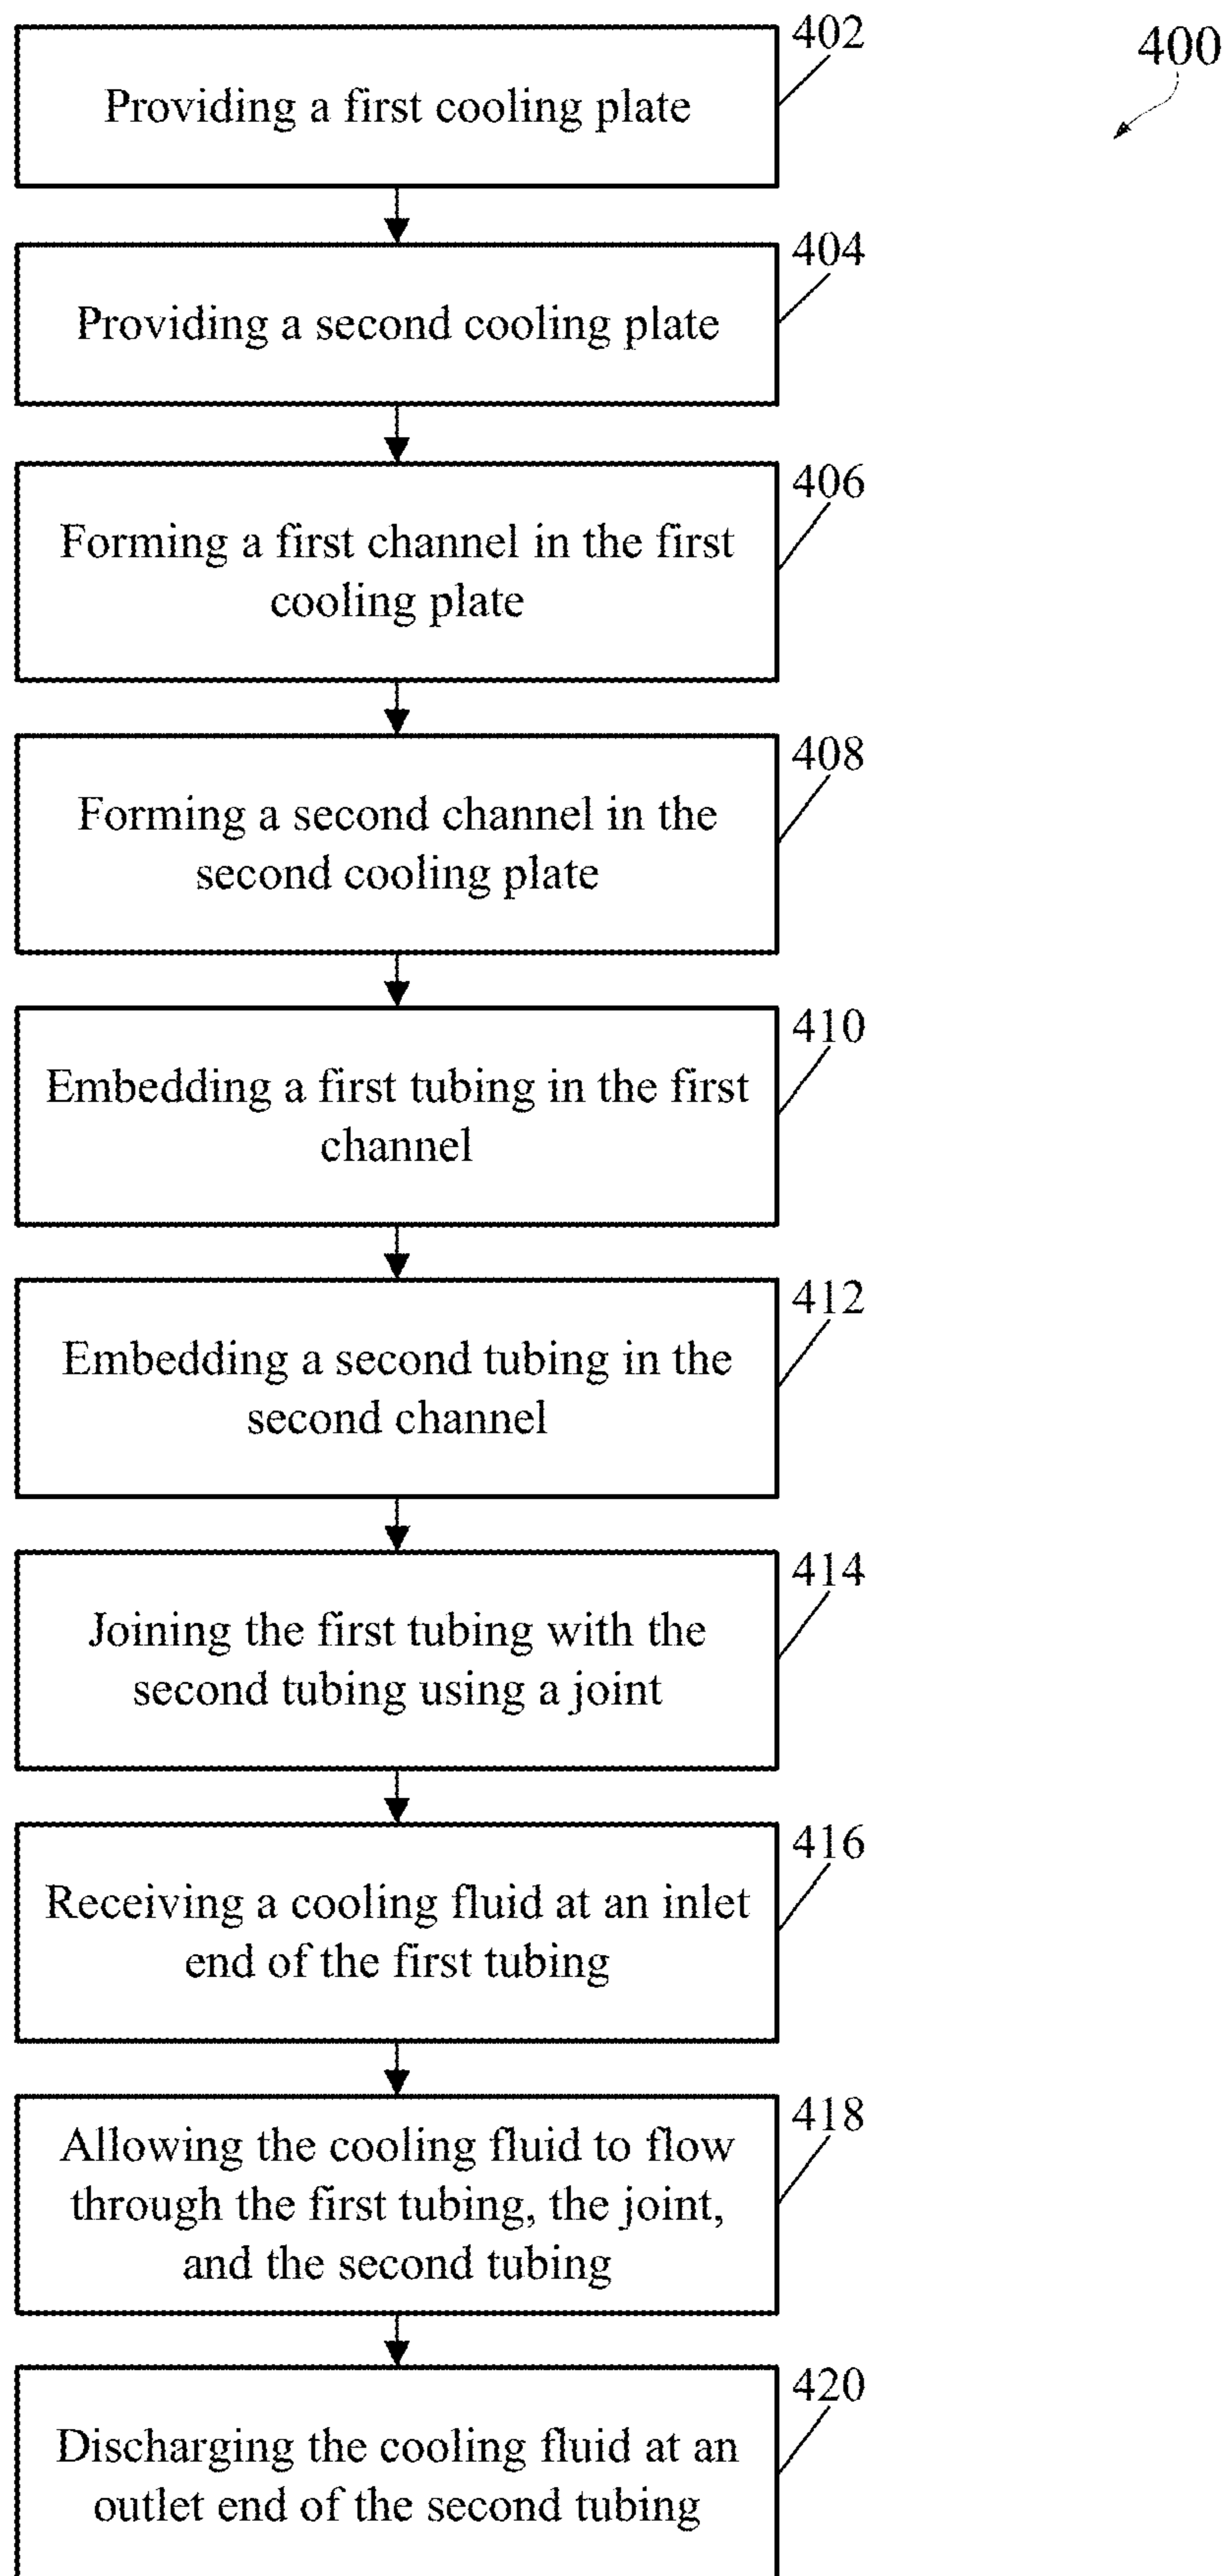 400
402
Providing a first cooling plate
404
Providing a second cooling plate
406
Forming a first channel in the first
cooling plate
408
Forming a second channel in the
second cooling plate
410
Embedding a first tubing in the first
channel
412
Embedding a second tubing in the
second channel
414
Joining the first tubing with the
second tubing using a joint
416
Receiving a cooling fluid at an inlet
end of the first tubing
418
Allowing the cooling fluid to flow
through the first tubing, the joint,
and the second tubing
420
Discharging the cooling fluid at an
outlet end of the second tubing